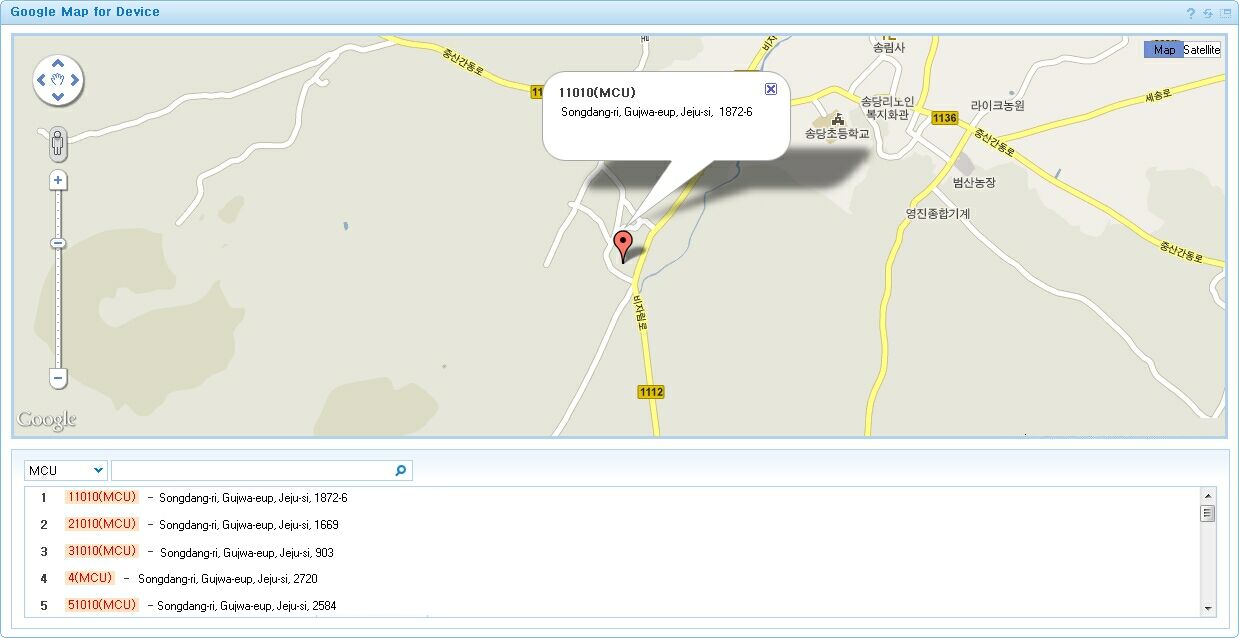 Google Map for Device
?
중산간동로
송림사
Map Satellite
11010(MCU)
Songdang-ri, Gujwa-eup, Jeju-si, 1872-6
세송로
송당리노인
복지화관
라이크농원
1136
송당초등학교
중산간동로
범산농장
영진종합기계
중산간동로
비자림로
1112
Google
MCU
1 11010(MCU) - Songdang-ri, Gujwa-eup, Jeju-si, 1872-6
2 21010(MCU) - Songdang-ri, Gujwa-eup, Jeju-si, 1669
3 31010(MCU) - Songdang-ri, Gujwa-eup, Jeju-si, 903
4 4(MCU) - Songdang-ri, Gujwa-eup, Jeju-si, 2720
5 51010(MCU) - Songdang-ri, Gujwa-eup, Jeju-si, 2584